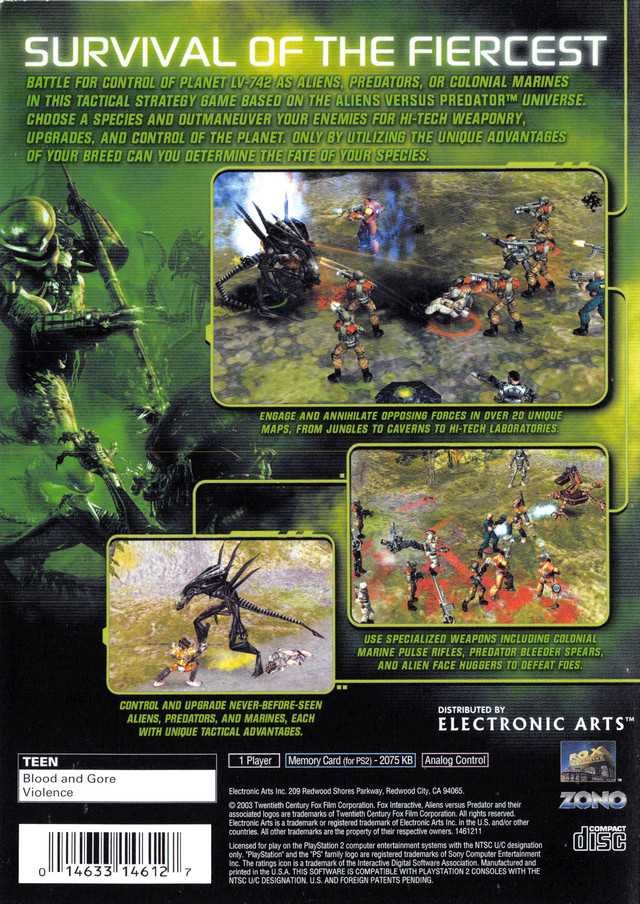 SURVIVAL OF THE FIERCEST
BATTLE FOR CONTROL OF PLANET LV-742 AS ALIENS, PREDATORS, OR COLONIAL MARINES
IN THIS TACTICAL STRATEGY GAME BASED ON THE ALIENS VERSUS PREDATOR™ UNIVERSE.
CHOOSE A SPECIES AND OUTMANEUVER YOUR ENEMIES FOR HI-TECH WEAPONRY,
UPGRADES, AND CONTROL OF THE PLANET. ONLY BY UTILIZING THE UNIQUE ADVANTAGES
OF YOUR BREED CAN YOU DETERMINE THE FATE OF YOUR SPECIES.
ENGAGE AND ANNIHILATE OPPOSING FORCES IN OVER 20 UNIQUE
MAPS, FROM JUNGLES TO CAVERNS TO HI-TECH LABORATORIES.
USE SPECIALIZED WEAPONS INCLUDING COLONIAL
MARINE PULSE RIFLES, PREDATOR BLEEDER SPEARS,
AND ALIEN FACE HUGGERS TO DEFEAT FOES.
CONTROL AND UPGRADE NEVER-BEFORE-SEEN
ALIENS, PREDATORS, AND MARINES, EACH
WITH UNIQUE TACTICAL ADVANTAGES.
DISTRIBUTED BY
ELECTRONIC ARTS™
TEEN
Blood and Gore
Violence
1 Player
Memory Card (for PS2) - 2075 KB
Analog Control
Electronic Arts Inc. 209 Redwood Shores Parkway, Redwood City, CA 94065.
© 2003 Twentieth Century Fox Film Corporation. Fox Interactive, Aliens versus Predator and their
associated logos are trademarks of Twentieth Century Fox Film Corporation. All rights reserved.
Electronic Arts is a trademark or registered trademark of Electronic Arts Inc. in the U.S. and/or other
countries. All other trademarks are the property of their respective owners. 1461211
Licensed for play on the PlayStation 2 computer entertainment systems with the NTSC U/C designation
only. "PlayStation" and the "PS" family logo are registered trademarks of Sony Computer Entertainment
Inc. The ratings icon is a trademark of the Interactive Digital Software Association. Manufactured and
printed in the U.S.A. THIS SOFTWARE IS COMPATIBLE WITH PLAYSTATION 2 CONSOLES WITH THE
NTSC U/C DESIGNATION. U.S. AND FOREIGN PATENTS PENDING.
FOX
INTERACTIVE
ZONO
COMPACT
disc
0 14633 14612 7